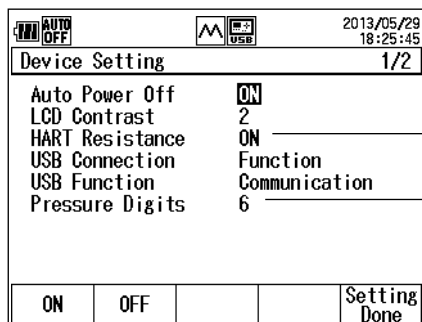 AUTO OFF USB 2013/05/29
18:25:45
Device Setting 1/2
Auto Power Off ON
LCD Contrast 2
HART Resistance ON
USB Connection Function
USB Function Communication
Pressure Digits 6
ON OFF Setting Done